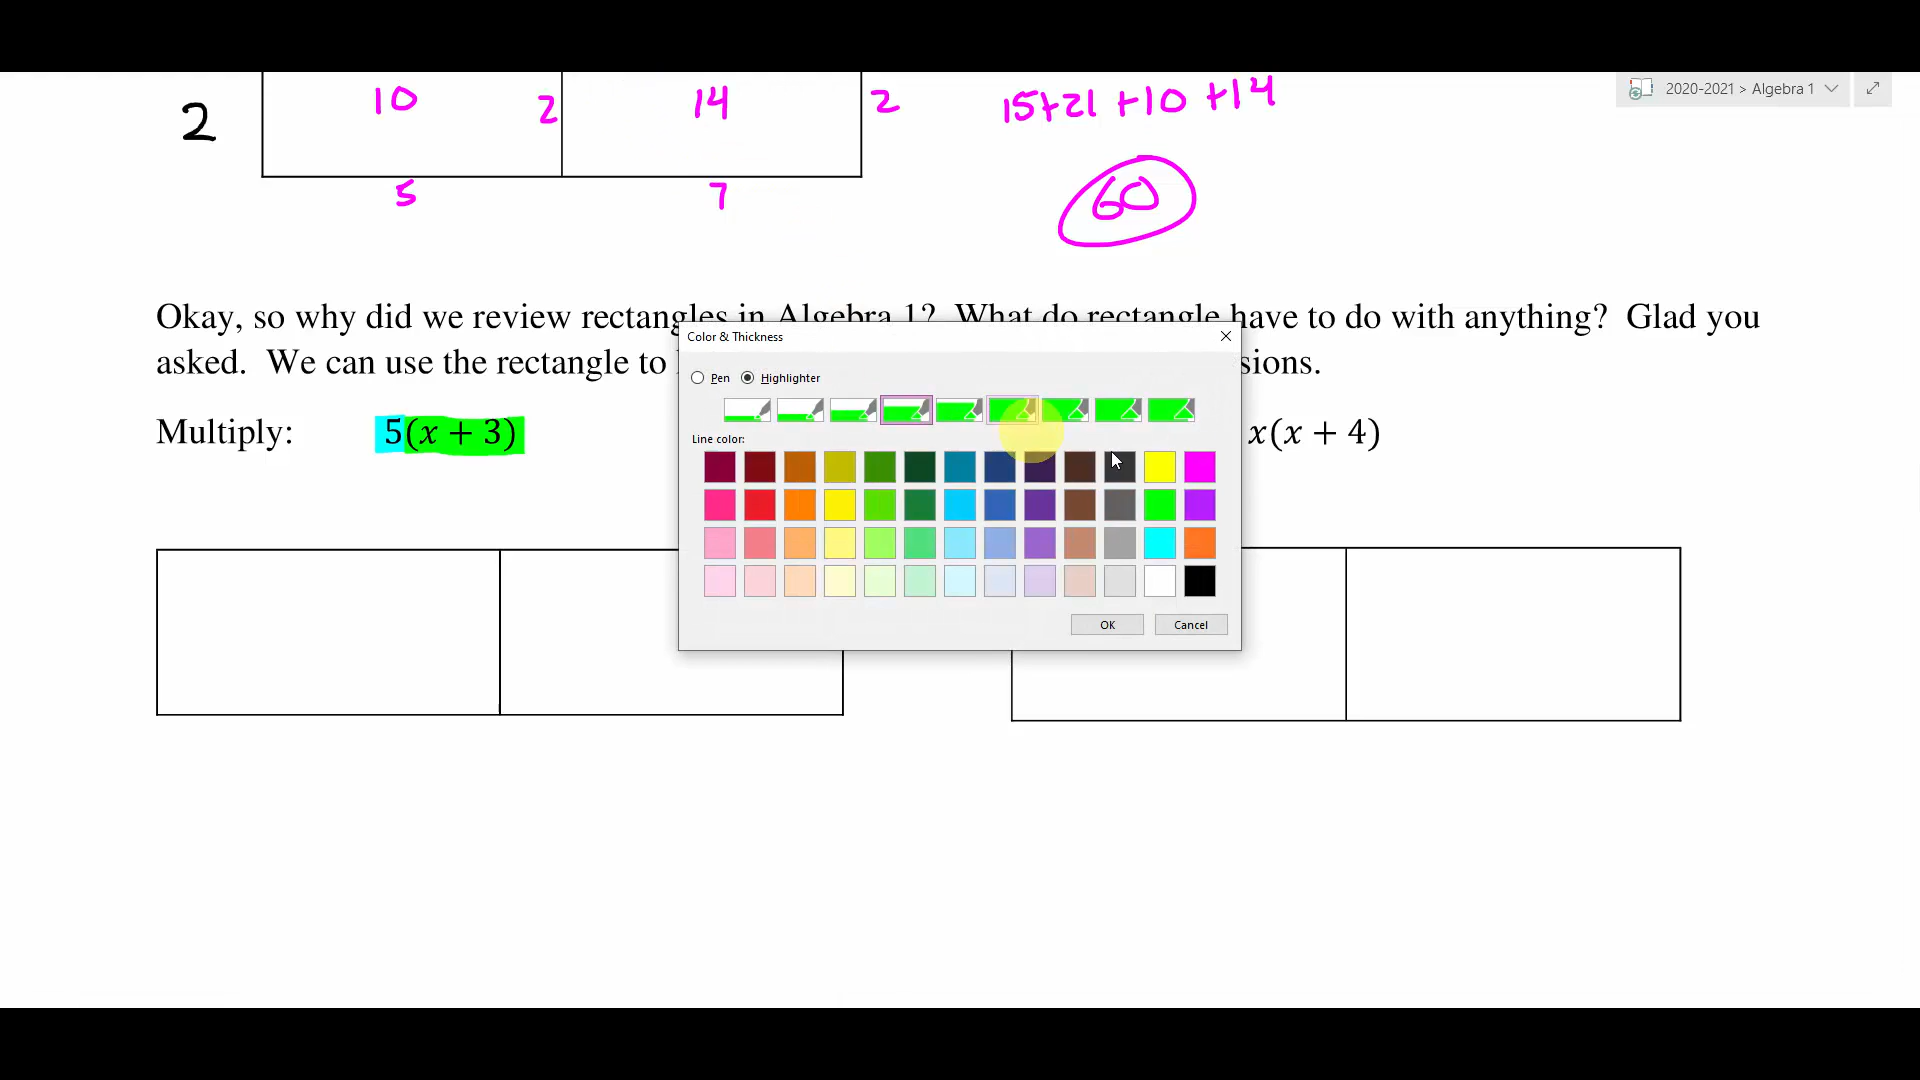 10 2 14 2 15+21 +10 +14
2
5 7 60
2020-2021 > Algebra 1
Okay, so why did we review rectangles in Algebra 1? What do rectangle have to do with anything? Glad you
asked. We can use the rectangle to sions.
Multiply: 5(x + 3) x(x + 4)
Color & Thickness
Pen Highlighter
Line color:
OK Cancel